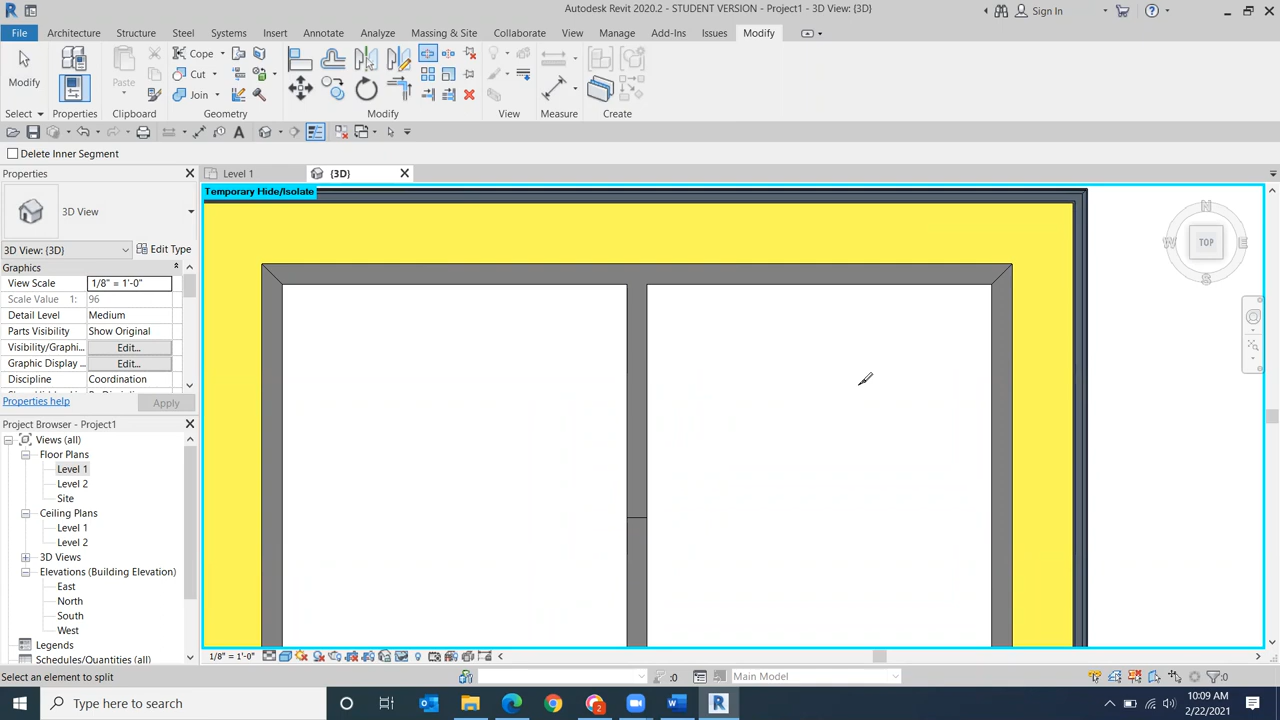 Autodesk Revit 2020.2 - STUDENT VERSION - Project1 - 3D View: {3D}
Sign In
File Architecture Structure Steel Systems Insert Annotate Analyze Massing & Site Collaborate View Manage Add-Ins Issues Modify
Modify
Paste
Cope
Cut
Join
Select Properties Clipboard Geometry Modify View Measure Create
Delete Inner Segment
Properties
Level 1
{3D}
Temporary Hide/Isolate
3D View
3D View: {3D} Edit Type
Graphics
View Scale 1/8" = 1'-0"
Scale Value 1: 96
Detail Level Medium
Parts Visibility Show Original
Visibility/Graphi... Edit...
Graphic Display ... Edit...
Discipline Coordination
Properties help Apply
Project Browser - Project1
Views (all)
Floor Plans
Level 1
Level 2
Site
Ceiling Plans
Level 1
Level 2
3D Views
Elevations (Building Elevation)
East
North
South
West
Legends
Schedules/Quantities (all)
N
W TOP E
S
1/8" = 1'-0"
Select an element to split
:0
Main Model
:0
Type here to search
2
10:09 AM
2/22/2021